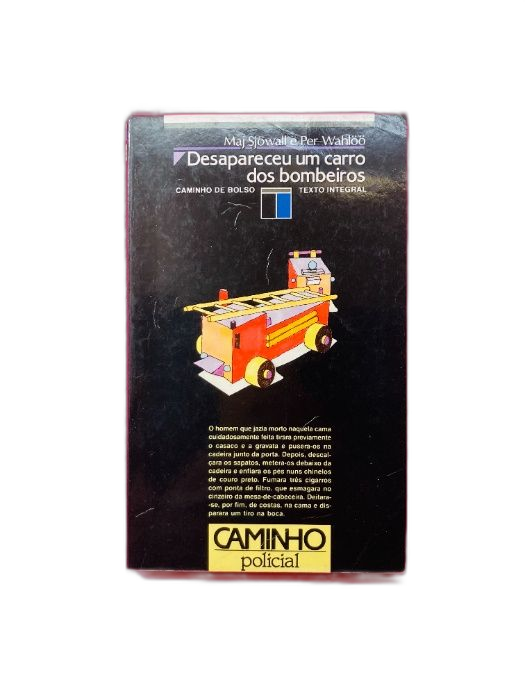 Maj Sjöwall e Per Wahlöö
Desapareceu um carro
dos bombeiros
CAMINHO DE BOLSO TEXTO INTEGRAL
O homem que jazia morto naquela cama
cuidadosamente feita tirara previamente
o casaco e a gravata e pusera-os na
cadeira junto da porta. Depois, descal-
çara os sapatos, metera-os debaixo da
cadeira e enfiara os pés nuns chinelos
de couro preto. Fumara três cigarros
com ponta de filtro, que esmagara no
cinzeiro da mesa-de-cabeceira. Deitara-
-se, por fim, de costas, na cama e dis-
parara um tiro na boca.
CAMINHO
policial